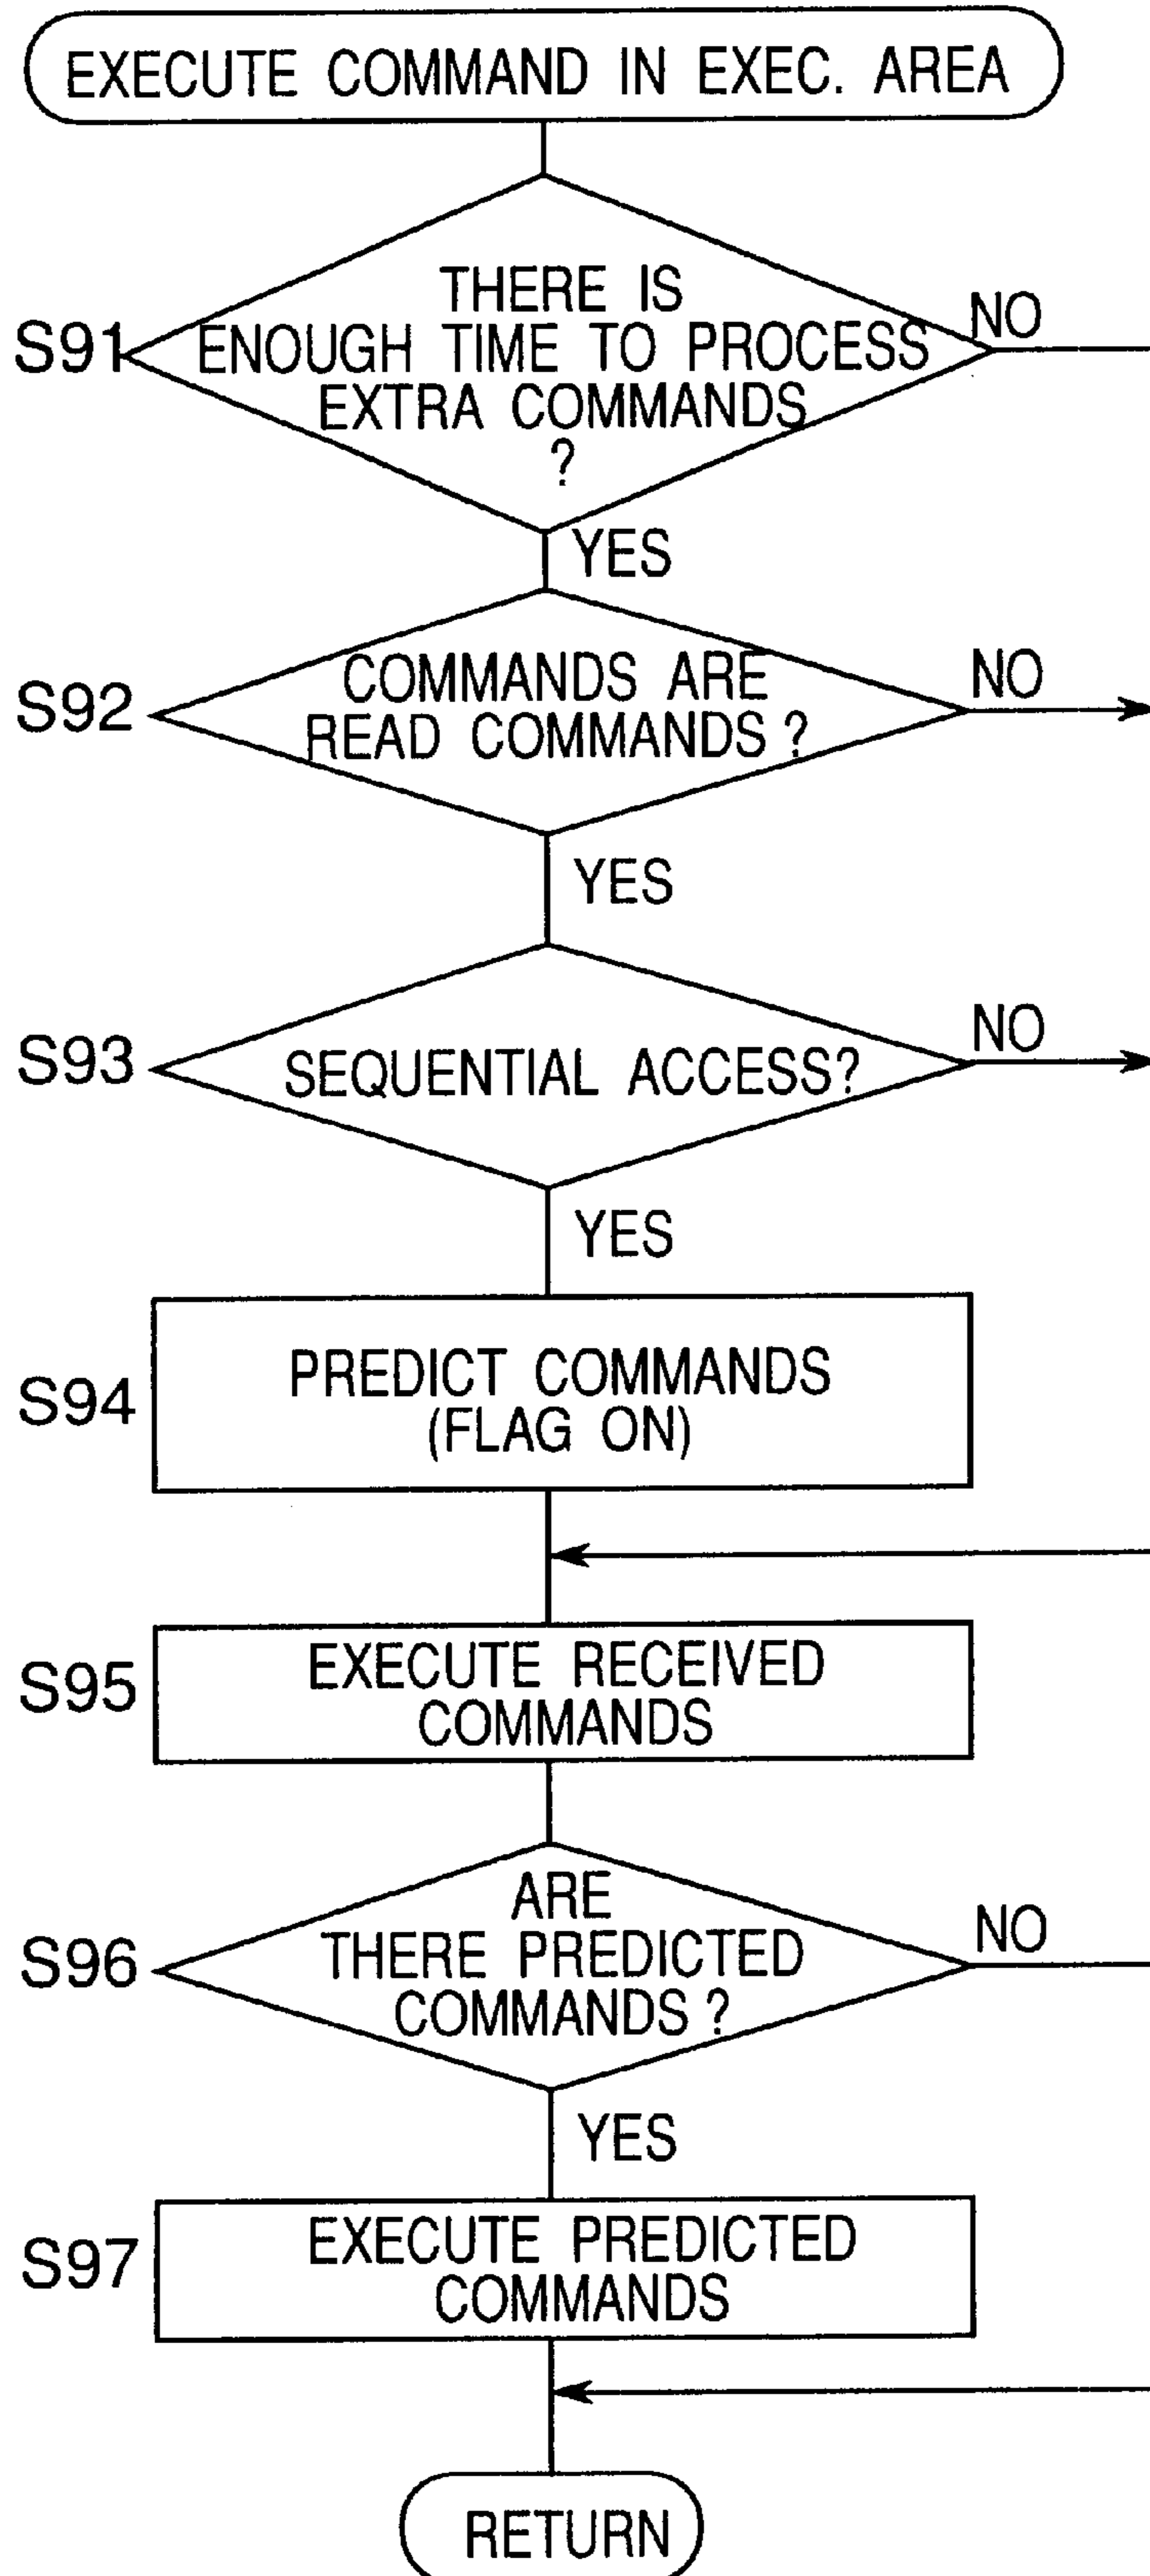 EXECUTE COMMAND IN EXEC. AREA
THERE IS
S91 ENOUGH TIME TO PROCESS NO
EXTRA COMMANDS
?
YES
COMMANDS ARE NO
S92 READ COMMANDS ?
YES
NO
S93 SEQUENTIAL ACCESS?
YES
PREDICT COMMANDS
S94 (FLAG ON)
EXECUTE RECEIVED
S95 COMMANDS
ARE
S96 THERE PREDICTED NO
COMMANDS ?
YES
EXECUTE PREDICTED
S97 COMMANDS
RETURN